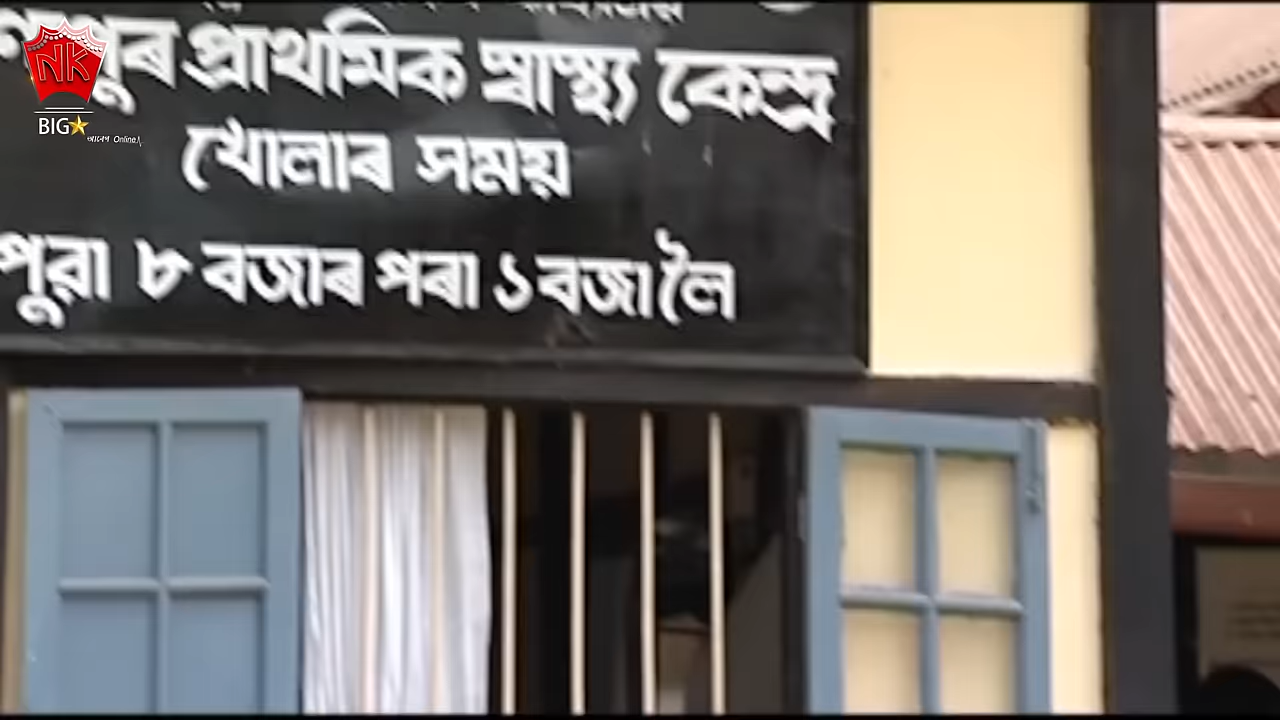 প্ৰাথমিক স্বাস্থ্য কেন্দ্ৰ
খোলাৰ সময়
পুৱা ৮ বজাৰ পৰা ১ বজা লৈ
NK
BIG